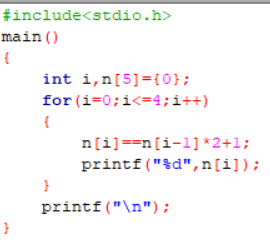 #include<stdio.h>
main()
{
    int i,n[5]={0};
    for(i=0;i<=4;i++)
    {
        n[i]==n[i-1]*2+1;
        printf("%d",n[i]);
    }
    printf("\n");
}